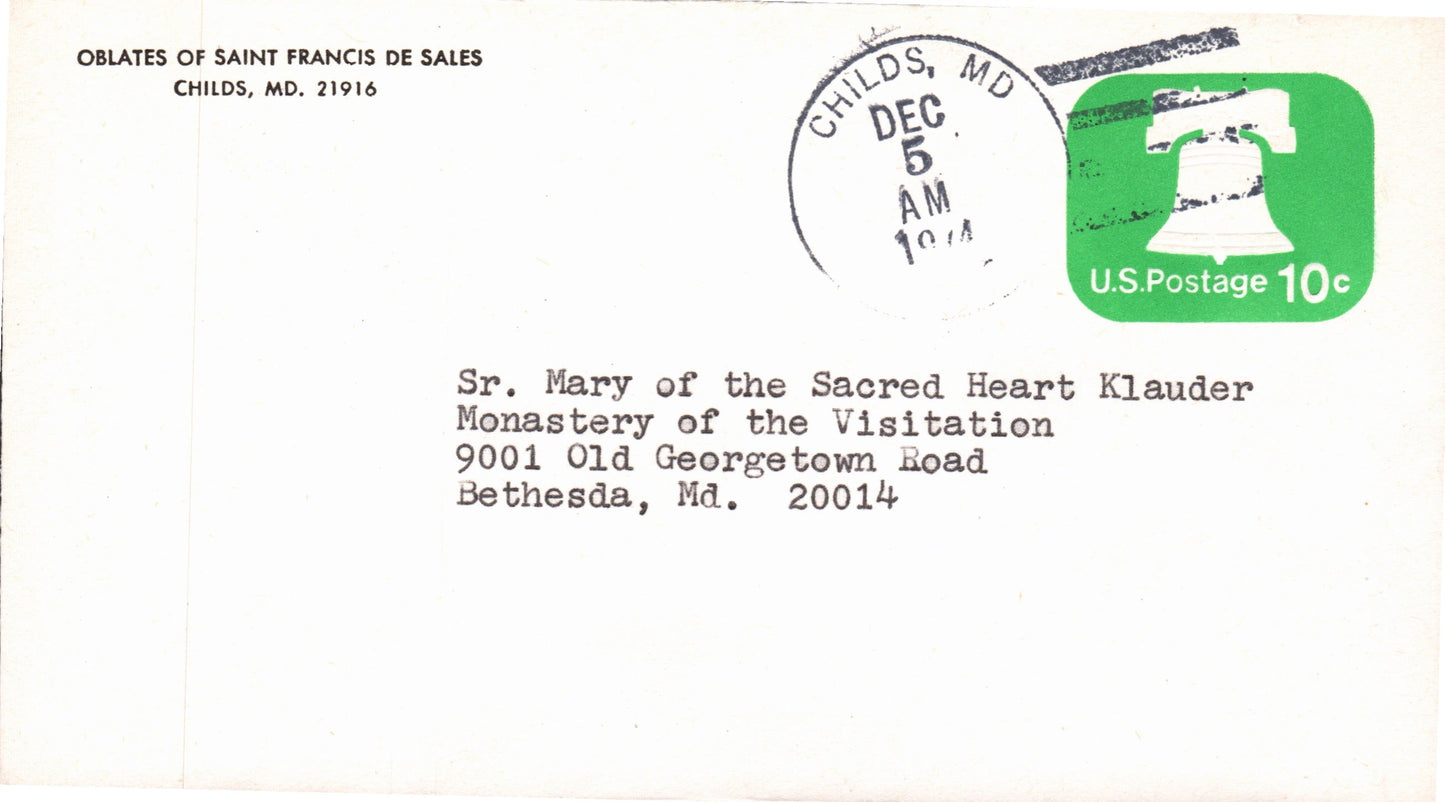 OBLATES OF SAINT FRANCIS DE SALES
CHILDS, MD. 21916
CHILDS, MD
DEC
5
AM
U.S. Postage 10c
Sr. Mary of the Sacred Heart Klauder
Monastery of the Visitation
9001 Old Georgetown Road
Bethesda, Md. 20014